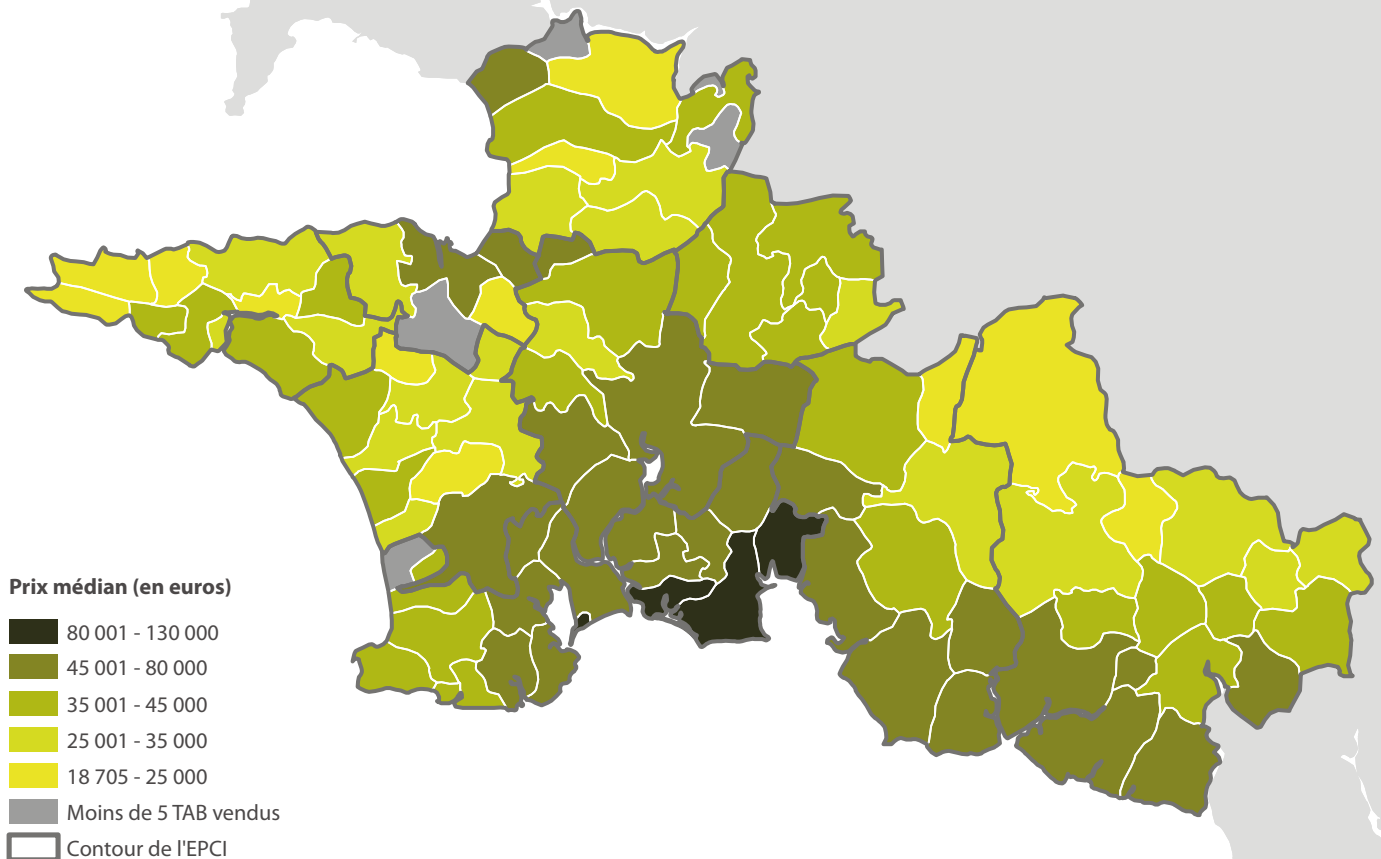 Prix médian (en euros)
80 001 - 130 000
45 001 - 80 000
35 001 - 45 000
25 001 - 35 000
18 705 - 25 000
Moins de 5 TAB vendus
Contour de l'EPCI